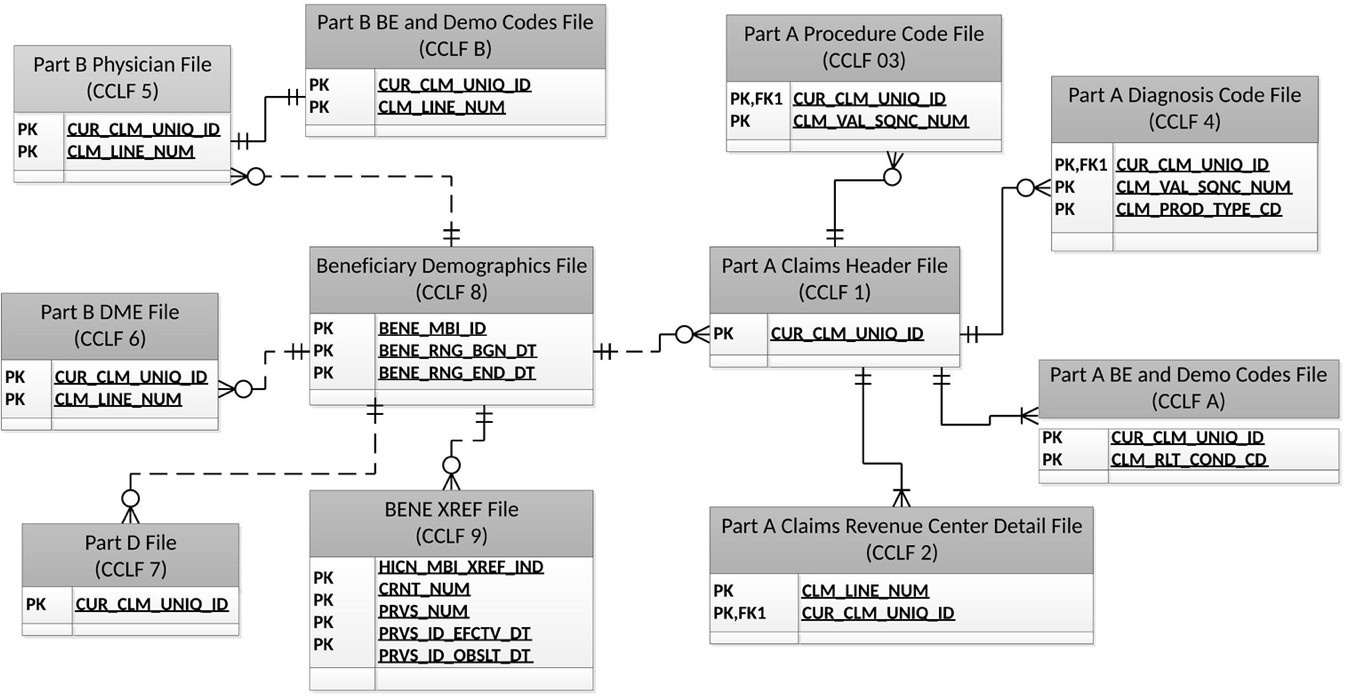 Part B Physician File
(CCLF 5)
PK CUR_CLM_UNIQ_ID
PK CLM_LINE_NUM
Part B BE and Demo Codes File
(CCLF B)
PK CUR_CLM_UNIQ_ID
PK CLM_LINE_NUM
Part A Procedure Code File
(CCLF 03)
PK,FK1 CUR_CLM_UNIQ_ID
PK CLM_VAL_SQNC_NUM
Part A Diagnosis Code File
(CCLF 4)
PK,FK1 CUR_CLM_UNIQ_ID
PK CLM_VAL_SQNC_NUM
PK CLM_PROD_TYPE_CD
Part B DME File
(CCLF 6)
PK CUR_CLM_UNIQ_ID
PK CLM_LINE_NUM
Beneficiary Demographics File
(CCLF 8)
PK BENE_MBI_ID
PK BENE_RNG_BGN_DT
PK BENE_RNG_END_DT
Part A Claims Header File
(CCLF 1)
PK CUR_CLM_UNIQ_ID
Part A BE and Demo Codes File
(CCLF A)
PK CUR_CLM_UNIQ_ID
PK CLM_RLT_COND_CD
Part D File
(CCLF 7)
PK CUR_CLM_UNIQ_ID
BENE XREF File
(CCLF 9)
HICN_MBI_XREF_IND
PK CRNT_NUM
PK PRVS_NUM
PK PRVS_ID_EFCTV_DT
PK PRVS_ID_OBSLT_DT
Part A Claims Revenue Center Detail File
(CCLF 2)
PK CLM_LINE_NUM
PK,FK1 CUR_CLM_UNIQ_ID